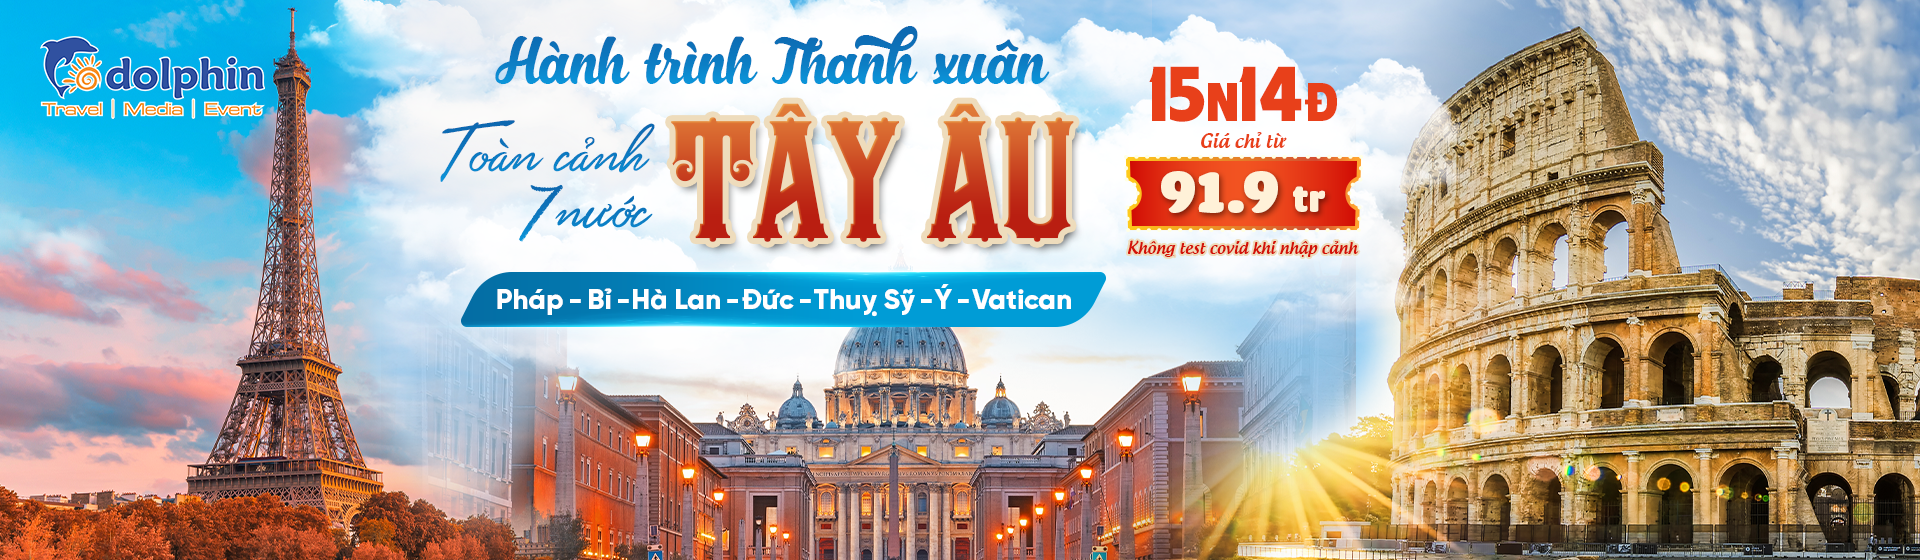 dolphin
Travel | Media | Event
Hành trình Thanh xuân
Toàn cảnh
7 nước
TÂY ÂU
15N14Đ
Giá chỉ từ
91.9 tr
Không test covid khi nhập cảnh
Pháp - Bỉ -Hà Lan -Đức -Thuỵ Sỹ -Ý -Vatican